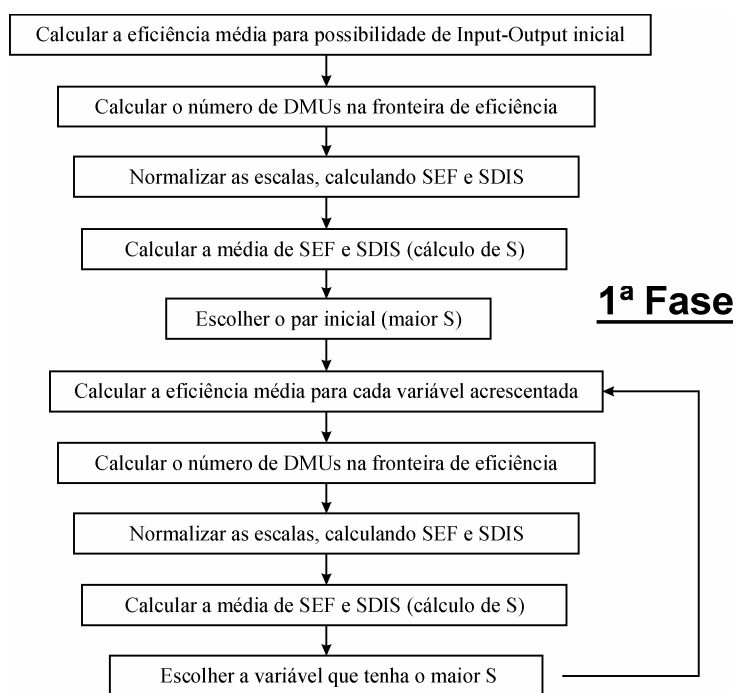 Calcular a eficiência média para possibilidade de Input-Output inicial
Calcular o número de DMUs na fronteira de eficiência
Normalizar as escalas, calculando SEF e SDIS
Calcular a média de SEF e SDIS (cálculo de S)
Escolher o par inicial (maior S)
1ª Fase
Calcular a eficiência média para cada variável acrescentada
Calcular o número de DMUs na fronteira de eficiência
Normalizar as escalas, calculando SEF e SDIS
Calcular a média de SEF e SDIS (cálculo de S)
Escolher a variável que tenha o maior S